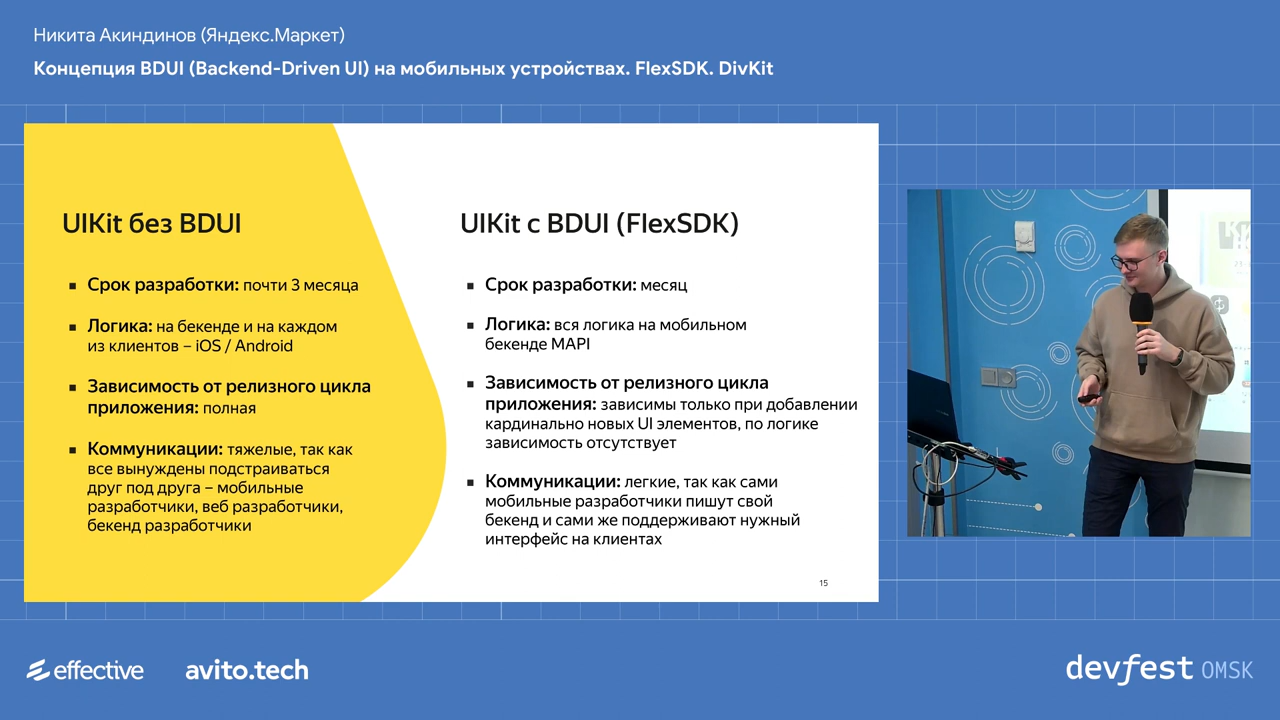 Никита Акиндинов (Яндекс.Маркет)
Концепция BDUI (Backend-Driven UI) на мобильных устройствах. FlexSDK. DivKit
UIKit без BDUI
▪ Срок разработки: почти 3 месяца
▪ Логика: на бекенде и на каждом
из клиентов – iOS / Android
▪ Зависимость от релизного цикла
приложения: полная
▪ Коммуникации: тяжелые, так как
все вынуждены подстраиваться
друг под друга – мобильные
разработчики, веб разработчики,
бекенд разработчики
UIKit с BDUI (FlexSDK)
▪ Срок разработки: месяц
▪ Логика: вся логика на мобильном
бекенде MAPI
▪ Зависимость от релизного цикла
приложения: зависимы только при добавлении
кардинально новых UI элементов, по логике
зависимость отсутствует
▪ Коммуникации: легкие, так как сами
мобильные разработчики пишут свой
бекенд и сами же поддерживают нужный
интерфейс на клиентах
15
effective
avito.tech
devfest OMSK